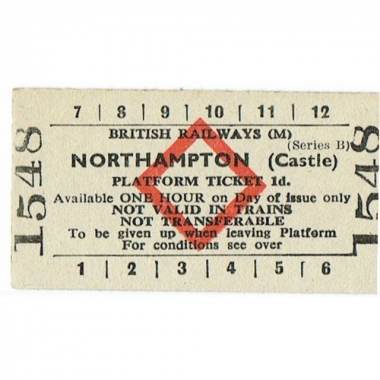 7 | 8 | 9 | 10 | 11 | 12
BRITISH RAILWAYS (M)
(Series B)
NORTHAMPTON (Castle)
PLATFORM TICKET 1d.
Available ONE HOUR on Day of issue only
NOT VALID IN TRAINS
NOT TRANSFERABLE
To be given up when leaving Platform
For conditions see over
1 | 2 | 3 | 4 | 5 | 6
1548
1548